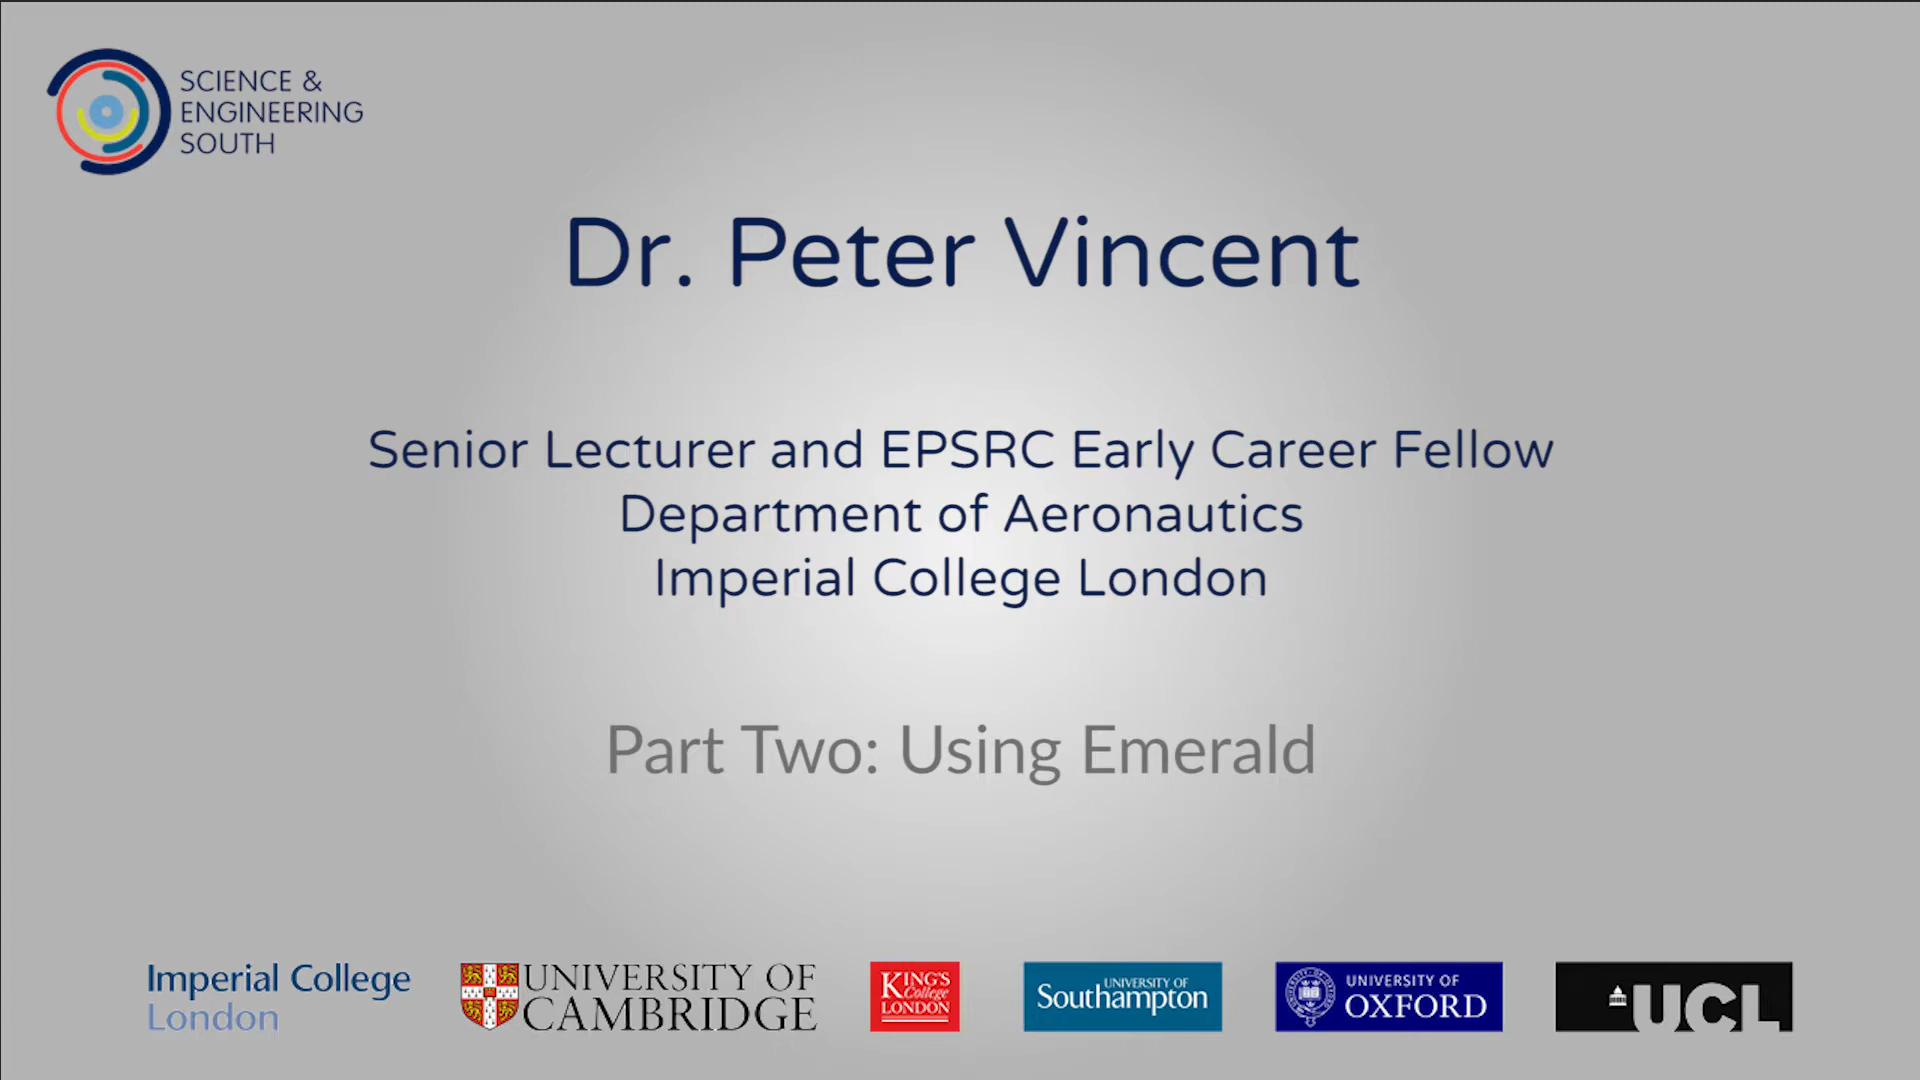 SCIENCE &
ENGINEERING
SOUTH
Dr. Peter Vincent
Senior Lecturer and EPSRC Early Career Fellow
Department of Aeronautics
Imperial College London
Part Two: Using Emerald
Imperial College
London
UNIVERSITY OF
CAMBRIDGE
KING'S
College
LONDON
UNIVERSITY OF
Southampton
UNIVERSITY OF
OXFORD
UCL